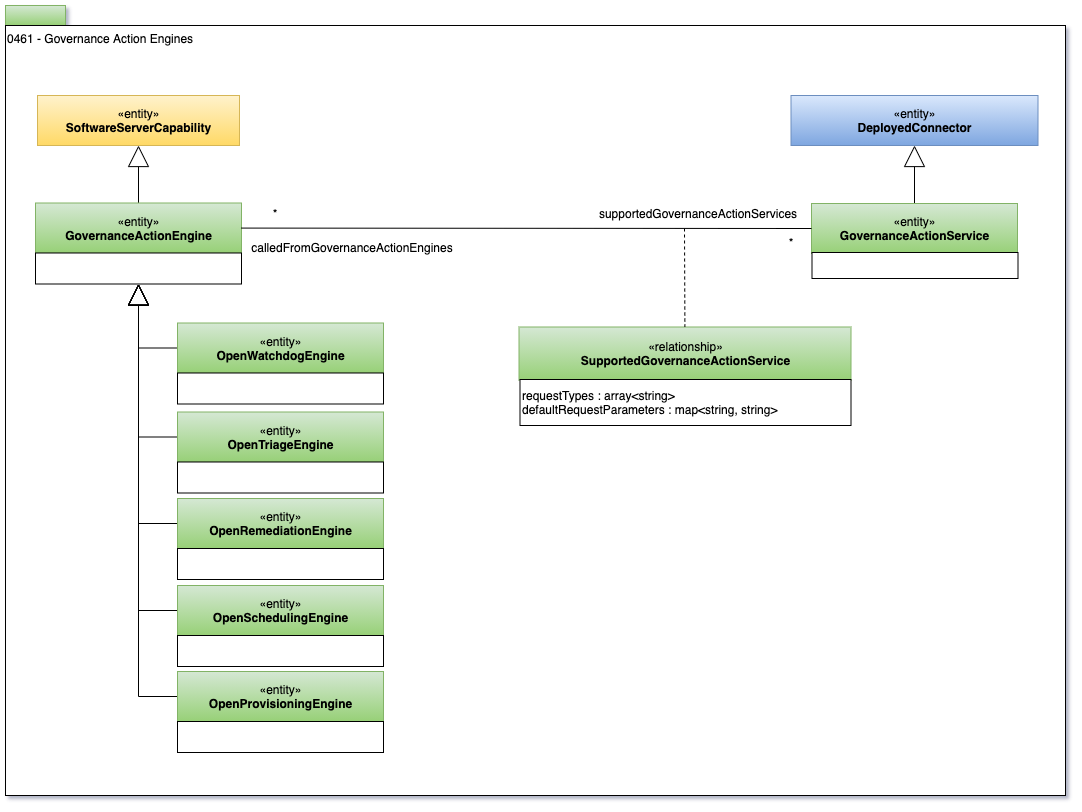 0461 - Governance Action Engines
«entity»
SoftwareServerCapability
«entity»
DeployedConnector
«entity»
GovernanceActionEngine
*
calledFromGovernanceActionEngines
supportedGovernanceActionServices
*
«entity»
GovernanceActionService
«relationship»
SupportedGovernanceActionService
requestTypes : array<string>
defaultRequestParameters : map<string, string>
«entity»
OpenWatchdogEngine
«entity»
OpenTriageEngine
«entity»
OpenRemediationEngine
«entity»
OpenSchedulingEngine
«entity»
OpenProvisioningEngine